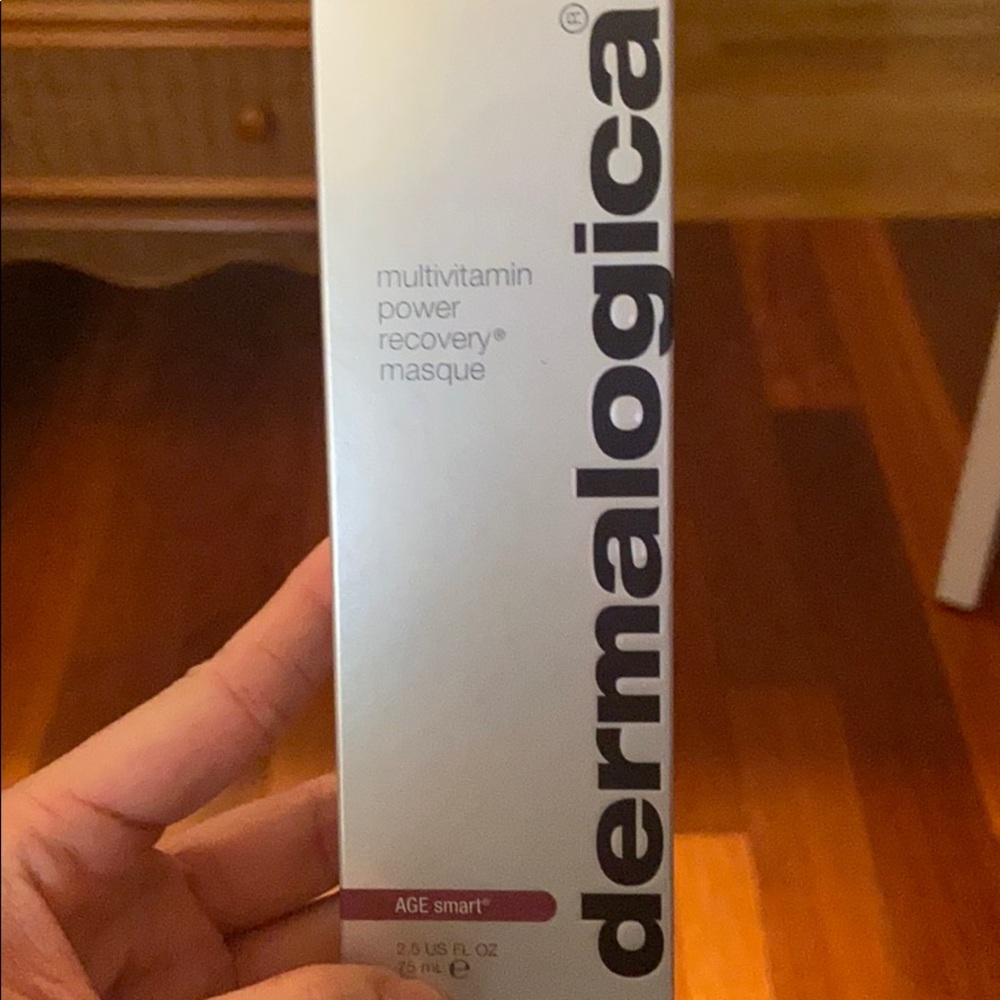 dermalogica®
multivitamin
power
recovery®
masque
AGE smart®
2.5 US FL OZ
75 mL ℮